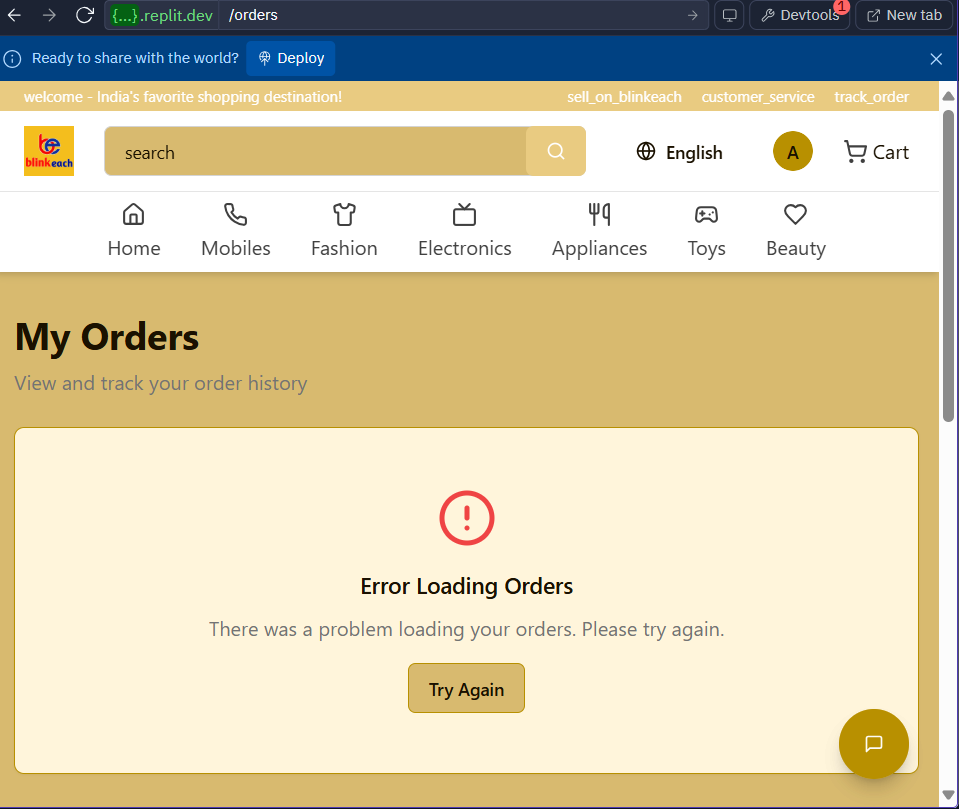 {...}.replit.dev /orders Devtools 1 New tab
Ready to share with the world? Deploy
welcome - India's favorite shopping destination! sell_on_blinkeach customer_service track_order
be
blinkeach
search English A Cart
Home Mobiles Fashion Electronics Appliances Toys Beauty
My Orders
View and track your order history
Error Loading Orders
There was a problem loading your orders. Please try again.
Try Again